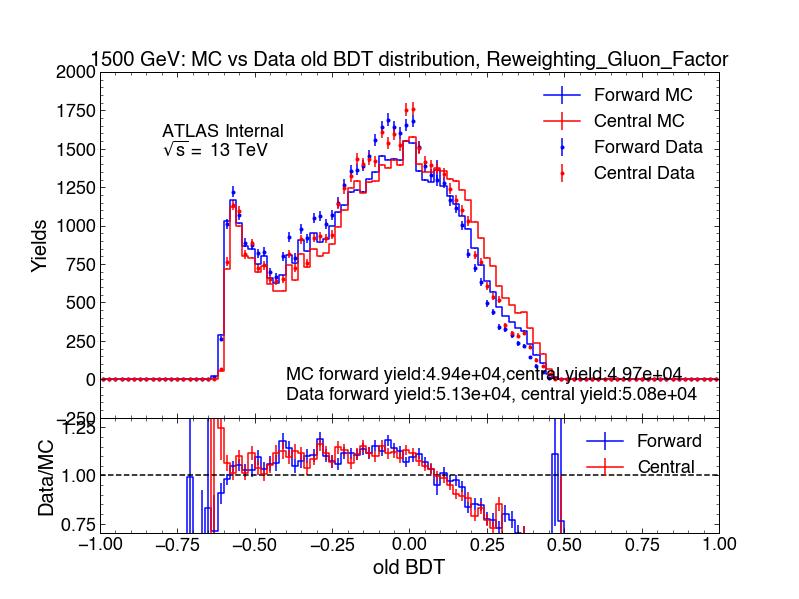 1500 GeV: MC vs Data old BDT distribution, Reweighting_Gluon_Factor
2000
1750
1500
1250
1000
750
500
250
0
−250
Yields
ATLAS Internal
√s = 13 TeV
Forward MC
Central MC
Forward Data
Central Data
MC forward yield:4.94e+04,central yield:4.97e+04
Data forward yield:5.13e+04, central yield:5.08e+04
1.25
1.00
0.75
Data/MC
Forward
Central
−1.00 −0.75 −0.50 −0.25 0.00 0.25 0.50 0.75 1.00
old BDT